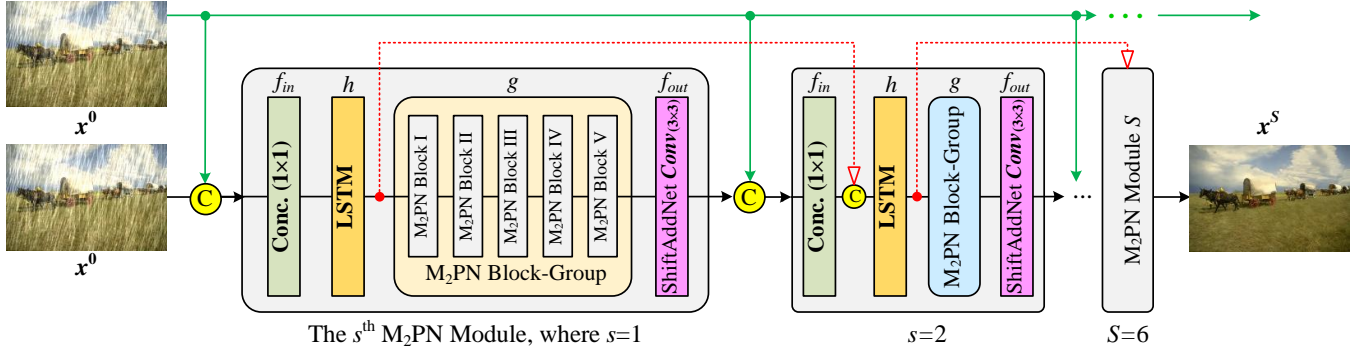 x⁰
x⁰
C
f_in
h
g
f_out
Conc. (1×1)
LSTM
M₂PN Block I
M₂PN Block II
M₂PN Block III
M₂PN Block IV
M₂PN Block V
M₂PN Block-Group
ShiftAddNet Conv(3×3)
The sᵗʰ M₂PN Module, where s=1
C
f_in
h
g
f_out
Conc. (1×1)
C
LSTM
M₂PN Block-Group
ShiftAddNet Conv(3×3)
s=2
...
...
M₂PN Module S
S=6
xˢ